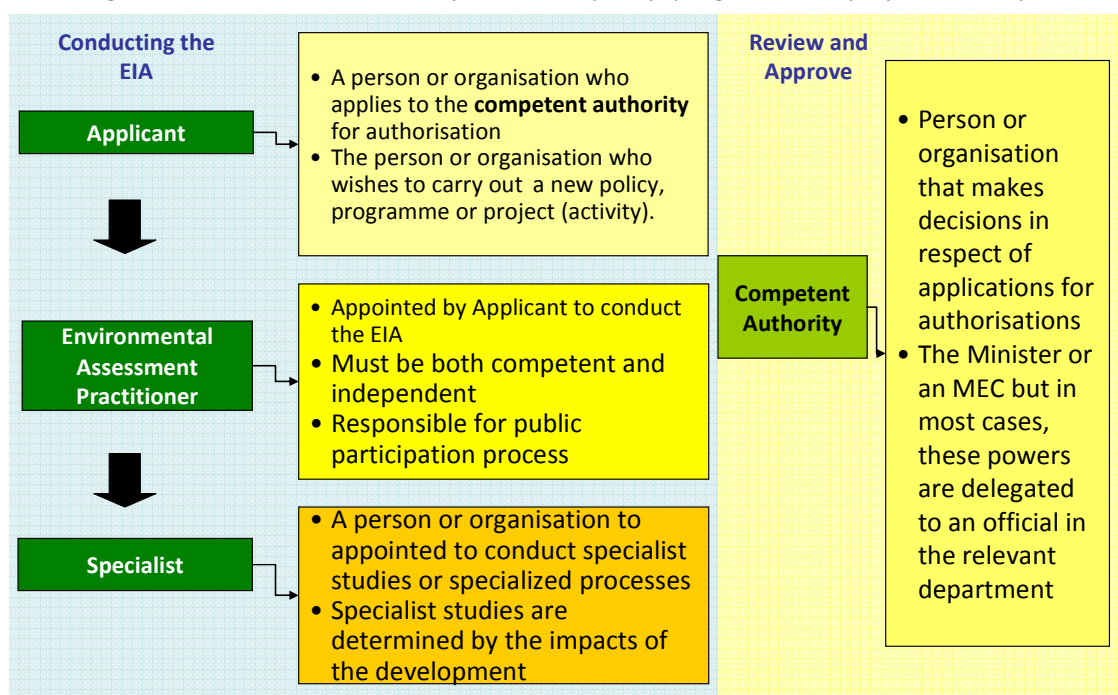 Conducting the
EIA
Applicant
• A person or organisation who
applies to the competent authority
for authorisation
• The person or organisation who
wishes to carry out a new policy,
programme or project (activity).
Environmental
Assessment
Practitioner
• Appointed by Applicant to conduct
the EIA
• Must be both competent and
independent
• Responsible for public
participation process
Specialist
• A person or organisation to
appointed to conduct specialist
studies or specialized processes
• Specialist studies are
determined by the impacts of
the development
Review and
Approve
Competent
Authority
• Person or
organisation
that makes
decisions in
respect of
applications for
authorisations
• The Minister or
an MEC but in
most cases,
these powers
are delegated
to an official in
the relevant
department